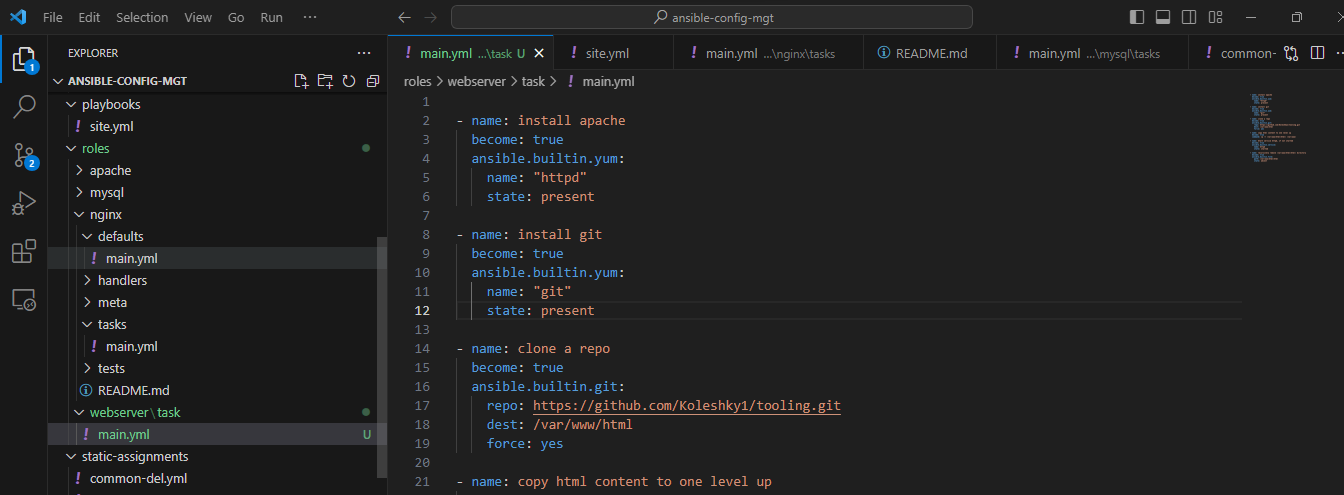 File Edit Selection View Go Run ···
ansible-config-mgt
EXPLORER ···
ANSIBLE-CONFIG-MGT
playbooks
! site.yml
roles
apache
mysql
nginx
defaults
! main.yml
handlers
meta
tasks
! main.yml
tests
README.md
webserver\task
! main.yml U
static-assignments
! common-del.yml
1
2
! main.yml ...\task U
! site.yml
! main.yml ...\nginx\tasks
README.md
! main.yml ...\mysql\tasks
! common-
roles > webserver > task > ! main.yml
1
2 - name: install apache
3 become: true
4 ansible.builtin.yum:
5 name: "httpd"
6 state: present
7
8 - name: install git
9 become: true
10 ansible.builtin.yum:
11 name: "git"
12 state: present
13
14 - name: clone a repo
15 become: true
16 ansible.builtin.git:
17 repo: https://github.com/Koleshky1/tooling.git
18 dest: /var/www/html
19 force: yes
20
21 - name: copy html content to one level up